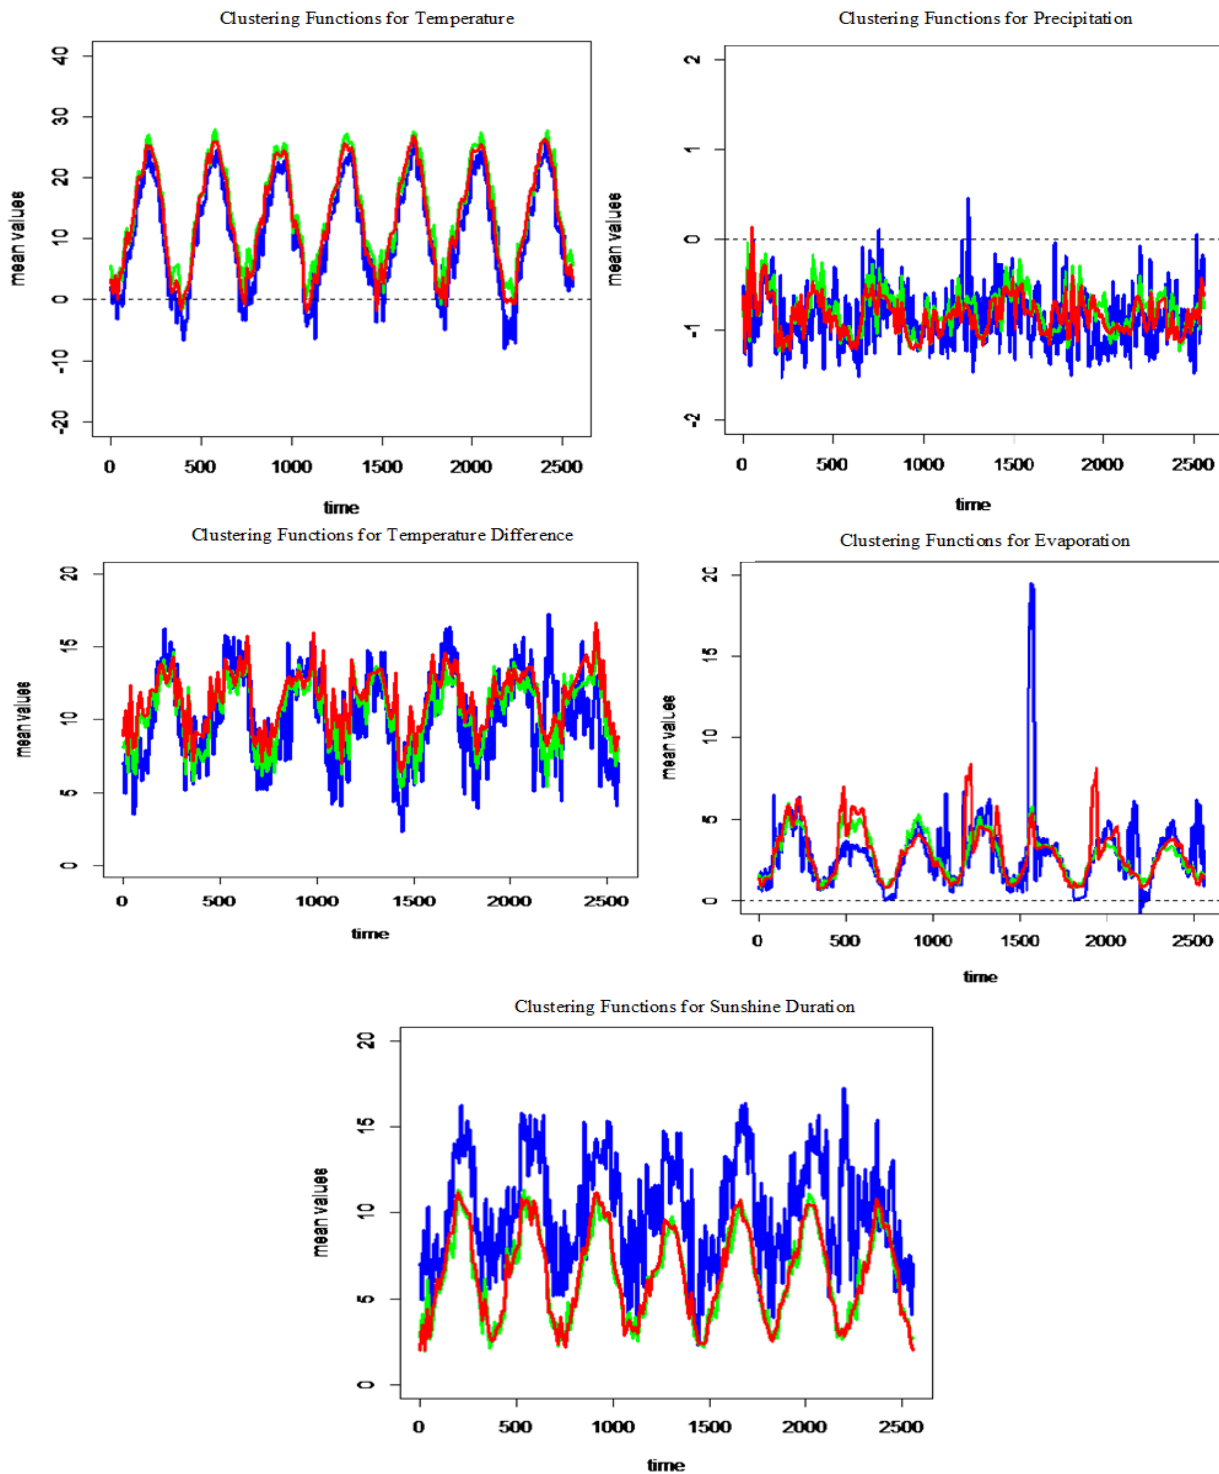 Clustering Functions for Temperature
40
30
20
10
0
-10
-20
mean values
0 500 1000 1500 2000 2500
time
Clustering Functions for Precipitation
2
1
0
-1
-2
mean values
0 500 1000 1500 2000 2500
time
Clustering Functions for Temperature Difference
20
15
10
5
0
mean values
0 500 1000 1500 2000 2500
time
Clustering Functions for Evaporation
20
15
10
5
0
mean values
0 500 1000 1500 2000 2500
time
Clustering Functions for Sunshine Duration
20
15
10
5
0
mean values
0 500 1000 1500 2000 2500
time